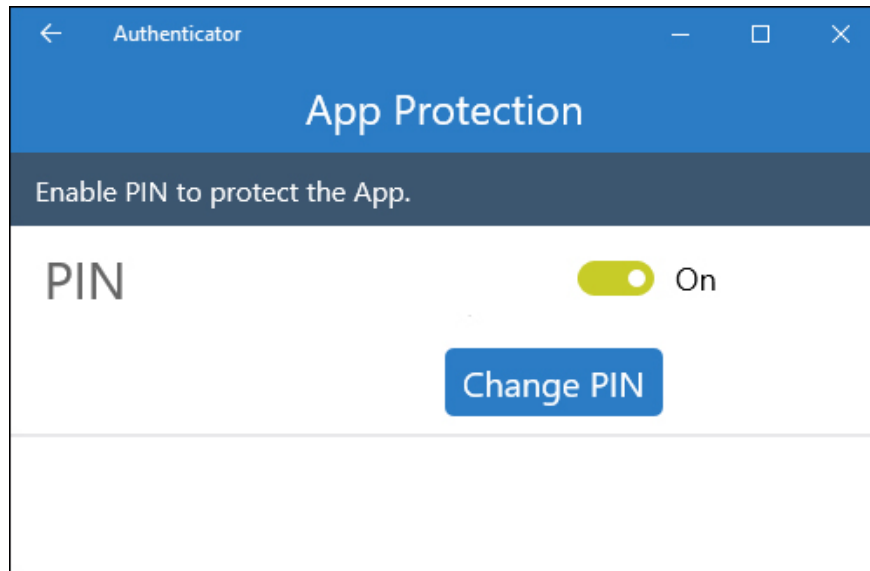 Authenticator
App Protection
Enable PIN to protect the App.
PIN
On
Change PIN